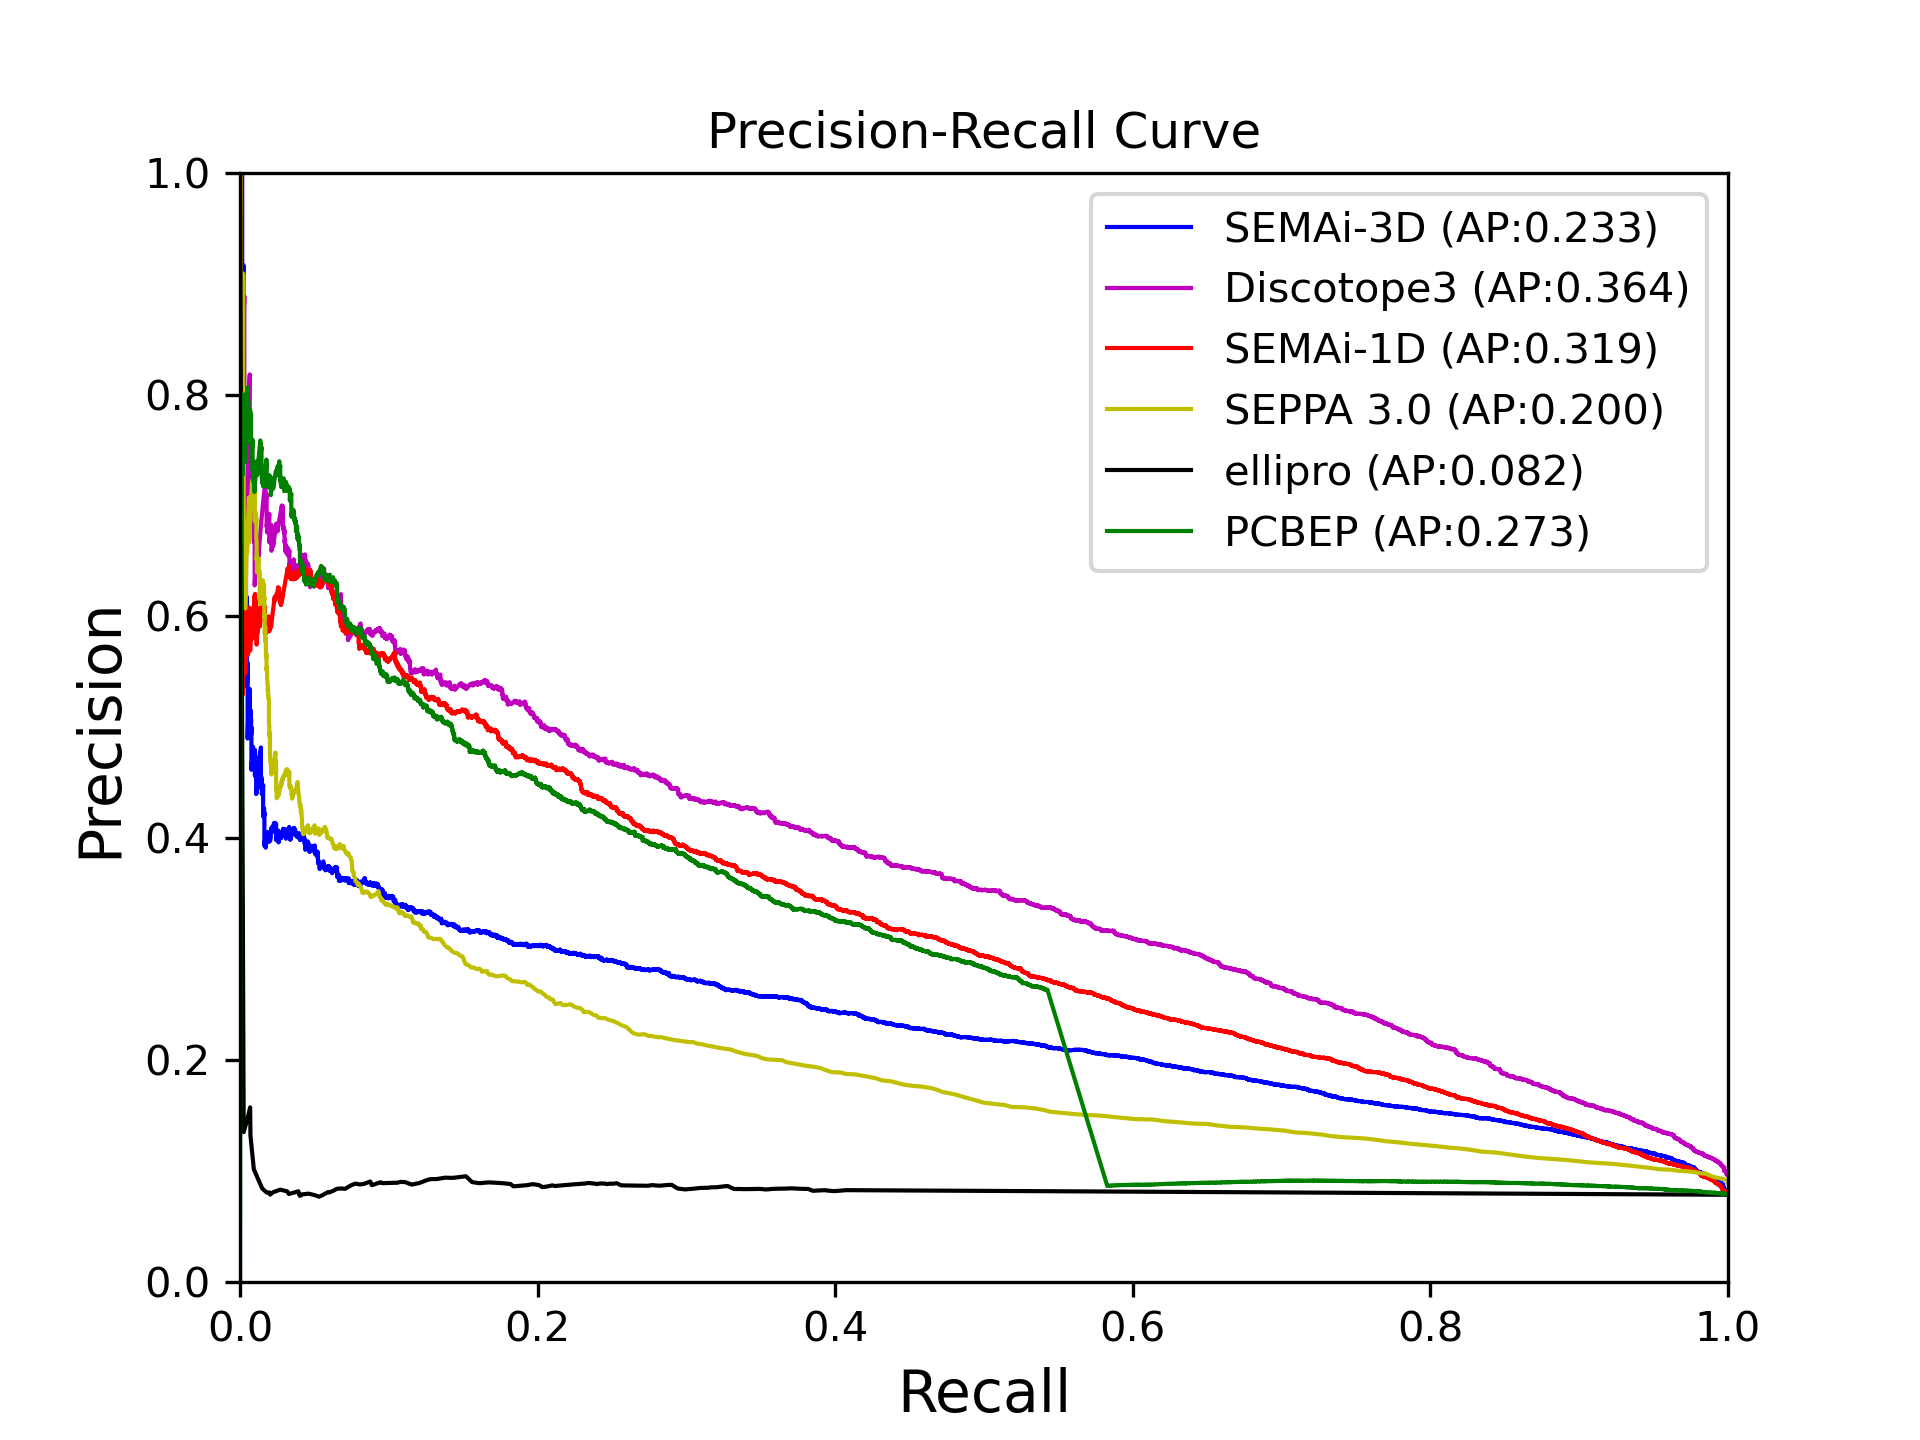 Precision-Recall Curve
1.0
0.8
0.6
0.4
0.2
0.0
Precision
SEMAi-3D (AP:0.233)
Discotope3 (AP:0.364)
SEMAi-1D (AP:0.319)
SEPPA 3.0 (AP:0.200)
ellipro (AP:0.082)
PCBEP (AP:0.273)
0.0 0.2 0.4 0.6 0.8 1.0
Recall